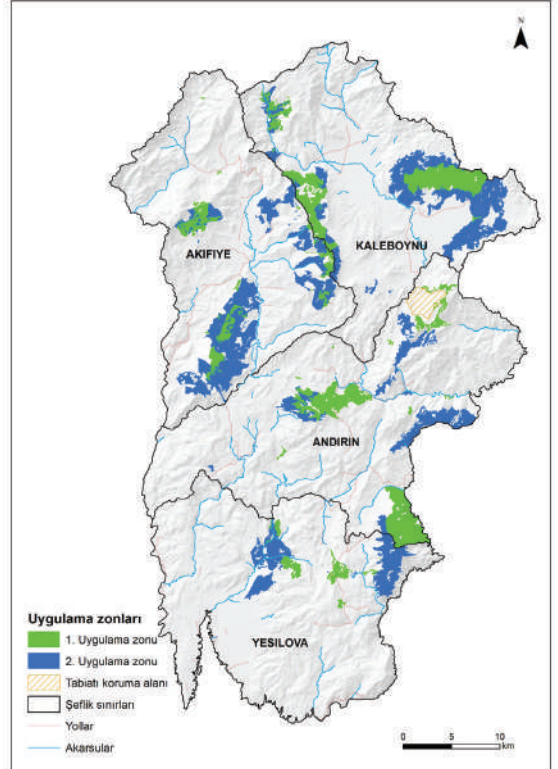 N
KALEBOYNU
AKIFIYE
ANDIRIN
YESILOVA
Uygulama zonları
1. Uygulama zonu
2. Uygulama zonu
Tabiatı koruma alanı
Şeflik sınırları
Yollar
Akarsular
0 5 10
km